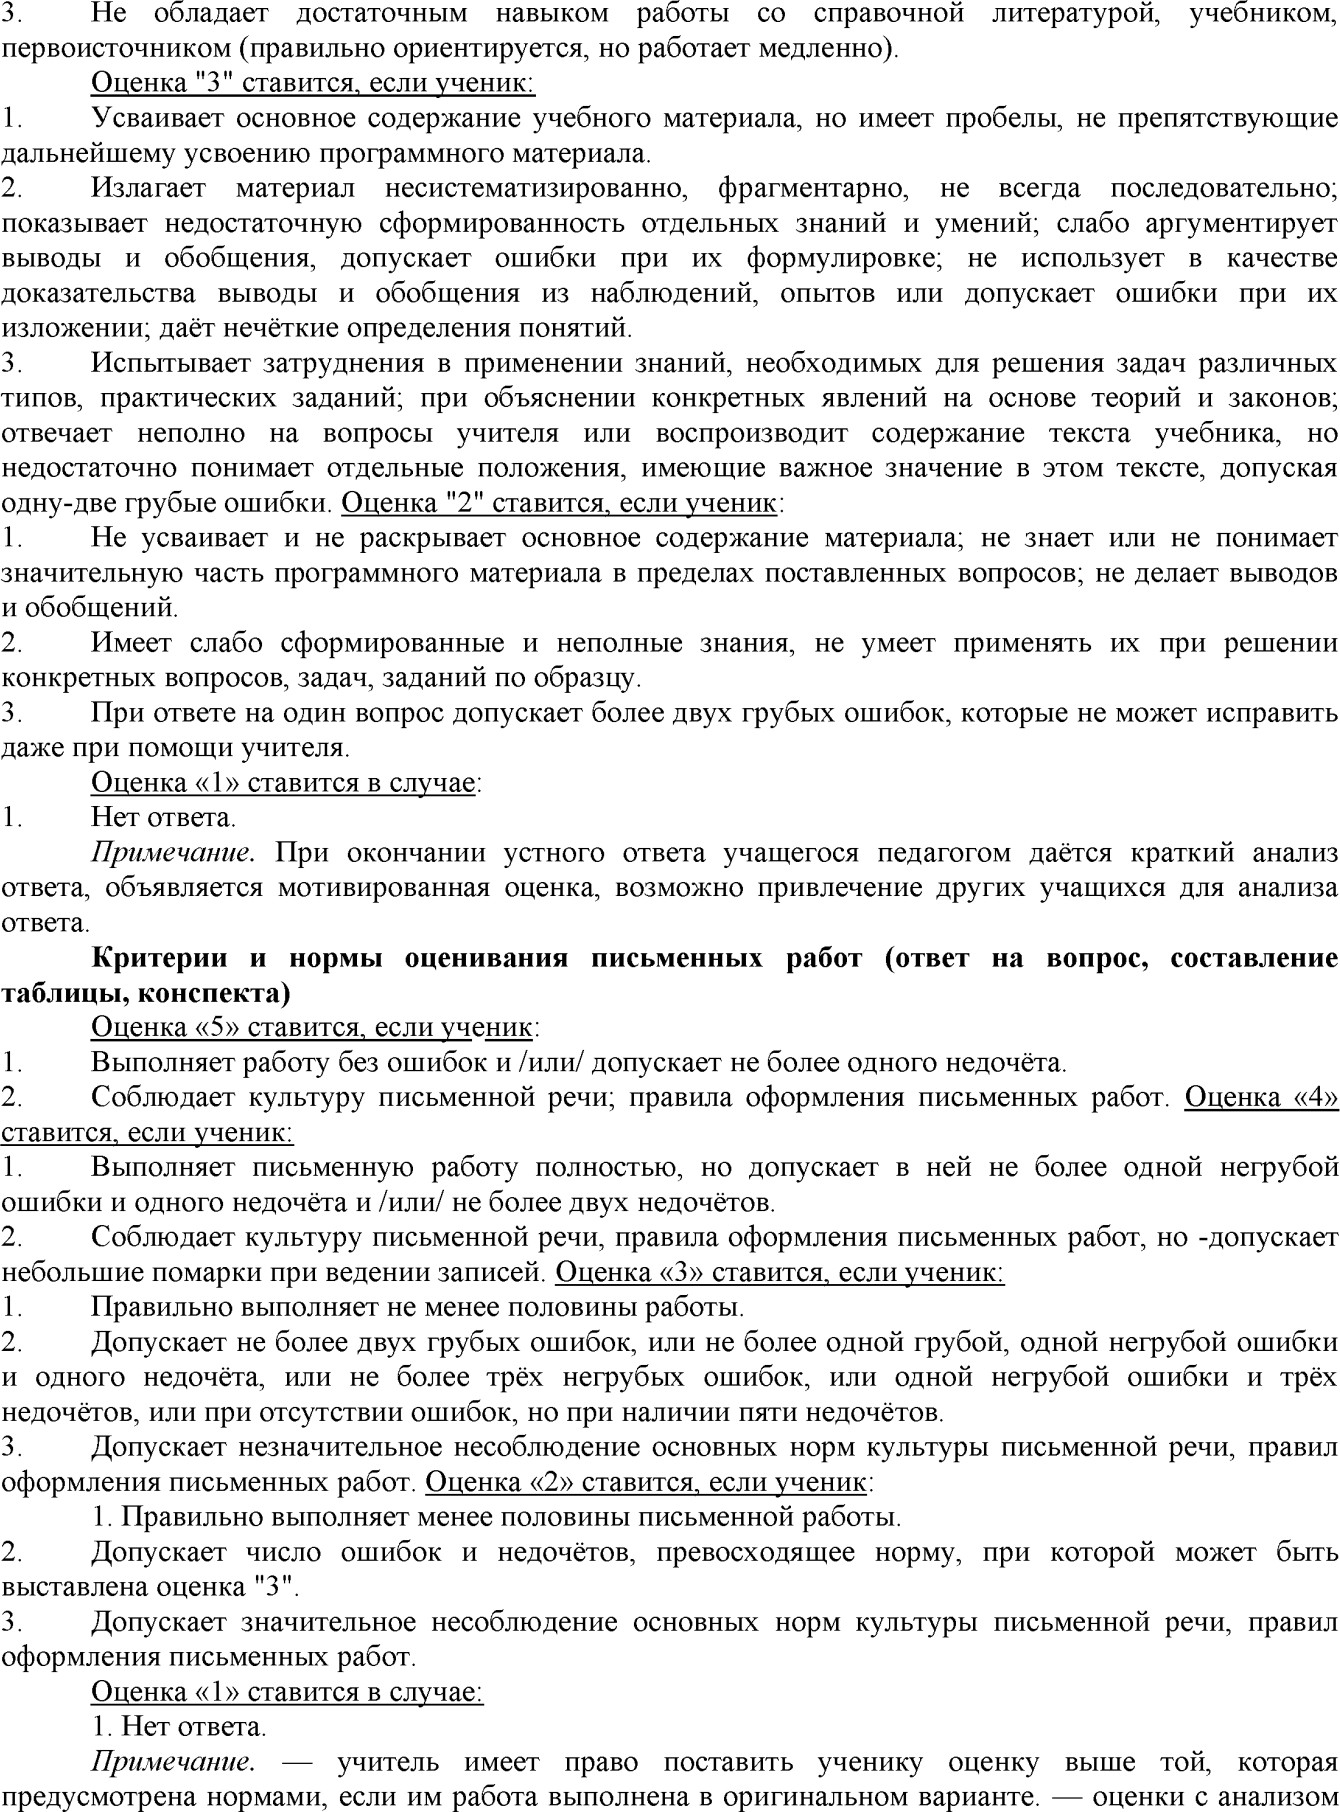 3. Не обладает достаточным навыком работы со справочной литературой, учебником,
первоисточником (правильно ориентируется, но работает медленно).
Оценка "3" ставится, если ученик:
1. Усваивает основное содержание учебного материала, но имеет пробелы, не препятствующие
дальнейшему усвоению программного материала.
2. Излагает материал несистематизированно, фрагментарно, не всегда последовательно;
показывает недостаточную сформированность отдельных знаний и умений; слабо аргументирует
выводы и обобщения, допускает ошибки при их формулировке; не использует в качестве
доказательства выводы и обобщения из наблюдений, опытов или допускает ошибки при их
изложении; даёт нечёткие определения понятий.
3. Испытывает затруднения в применении знаний, необходимых для решения задач различных
типов, практических заданий; при объяснении конкретных явлений на основе теорий и законов;
отвечает неполно на вопросы учителя или воспроизводит содержание текста учебника, но
недостаточно понимает отдельные положения, имеющие важное значение в этом тексте, допуская
одну-две грубые ошибки. Оценка "2" ставится, если ученик:
1. Не усваивает и не раскрывает основное содержание материала; не знает или не понимает
значительную часть программного материала в пределах поставленных вопросов; не делает выводов
и обобщений.
2. Имеет слабо сформированные и неполные знания, не умеет применять их при решении
конкретных вопросов, задач, заданий по образцу.
3. При ответе на один вопрос допускает более двух грубых ошибок, которые не может исправить
даже при помощи учителя.
Оценка «1» ставится в случае:
1. Нет ответа.
Примечание. При окончании устного ответа учащегося педагогом даётся краткий анализ
ответа, объявляется мотивированная оценка, возможно привлечение других учащихся для анализа
ответа.
Критерии и нормы оценивания письменных работ (ответ на вопрос, составление
таблицы, конспекта)
Оценка «5» ставится, если ученик:
1. Выполняет работу без ошибок и /или/ допускает не более одного недочёта.
2. Соблюдает культуру письменной речи; правила оформления письменных работ. Оценка «4»
ставится, если ученик:
1. Выполняет письменную работу полностью, но допускает в ней не более одной негрубой
ошибки и одного недочёта и /или/ не более двух недочётов.
2. Соблюдает культуру письменной речи, правила оформления письменных работ, но -допускает
небольшие помарки при ведении записей. Оценка «3» ставится, если ученик:
1. Правильно выполняет не менее половины работы.
2. Допускает не более двух грубых ошибок, или не более одной грубой, одной негрубой ошибки
и одного недочёта, или не более трёх негрубых ошибок, или одной негрубой ошибки и трёх
недочётов, или при отсутствии ошибок, но при наличии пяти недочётов.
3. Допускает незначительное несоблюдение основных норм культуры письменной речи, правил
оформления письменных работ. Оценка «2» ставится, если ученик:
1. Правильно выполняет менее половины письменной работы.
2. Допускает число ошибок и недочётов, превосходящее норму, при которой может быть
выставлена оценка "3".
3. Допускает значительное несоблюдение основных норм культуры письменной речи, правил
оформления письменных работ.
Оценка «1» ставится в случае:
1. Нет ответа.
Примечание. — учитель имеет право поставить ученику оценку выше той, которая
предусмотрена нормами, если им работа выполнена в оригинальном варианте. — оценки с анализом